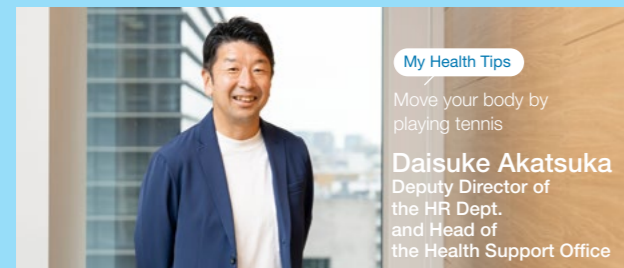 My Health Tips
Move your body by
playing tennis
Daisuke Akatsuka
Deputy Director of
the HR Dept.
and Head of
the Health Support Office